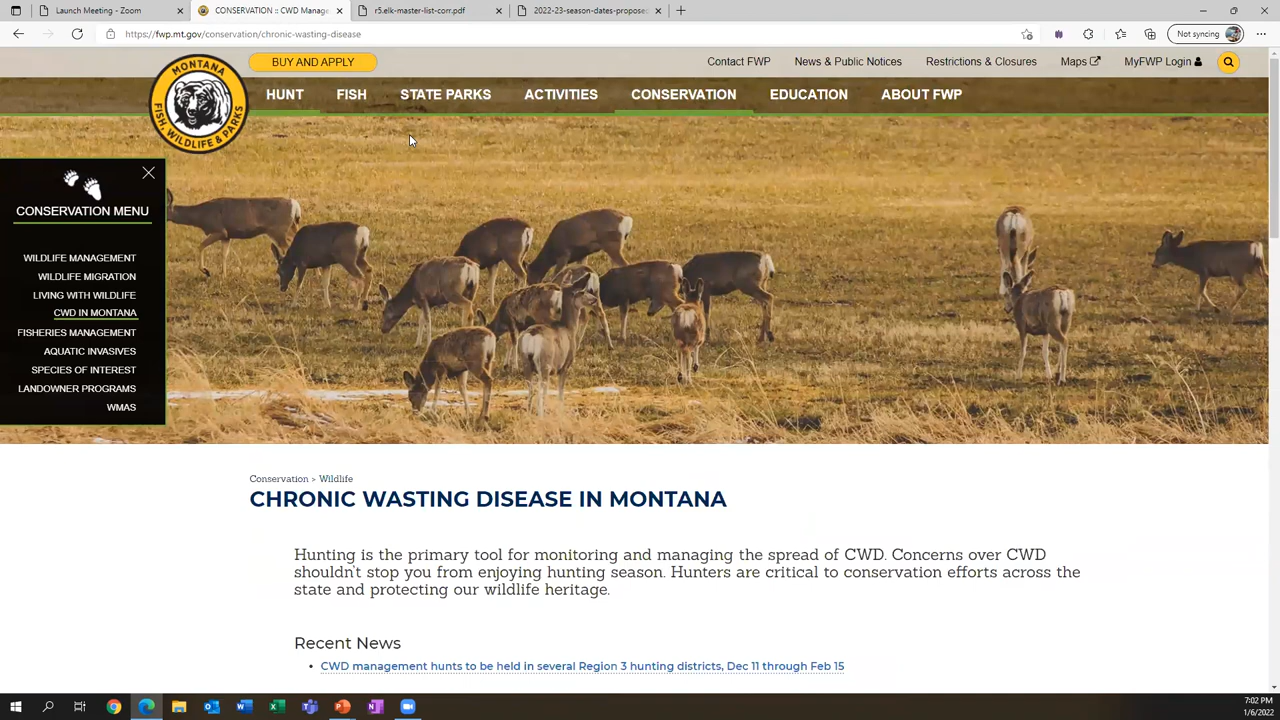 Launch Meeting - Zoom
CONSERVATION :: CWD Manage
r5.elk-master-list-corr.pdf
2022-23-season-dates-proposed
https://fwp.mt.gov/conservation/chronic-wasting-disease
Not syncing
BUY AND APPLY
Contact FWP
News & Public Notices
Restrictions & Closures
Maps
MyFWP Login
MONTANA
FISH, WILDLIFE & PARKS
HUNT
FISH
STATE PARKS
ACTIVITIES
CONSERVATION
EDUCATION
ABOUT FWP
CONSERVATION MENU
WILDLIFE MANAGEMENT
WILDLIFE MIGRATION
LIVING WITH WILDLIFE
CWD IN MONTANA
FISHERIES MANAGEMENT
AQUATIC INVASIVES
SPECIES OF INTEREST
LANDOWNER PROGRAMS
WMAS
Conservation > Wildlife
CHRONIC WASTING DISEASE IN MONTANA
Hunting is the primary tool for monitoring and managing the spread of CWD. Concerns over CWD
shouldn't stop you from enjoying hunting season. Hunters are critical to conservation efforts across the
state and protecting our wildlife heritage.
Recent News
• CWD management hunts to be held in several Region 3 hunting districts, Dec 11 through Feb 15
7:02 PM
1/6/2022